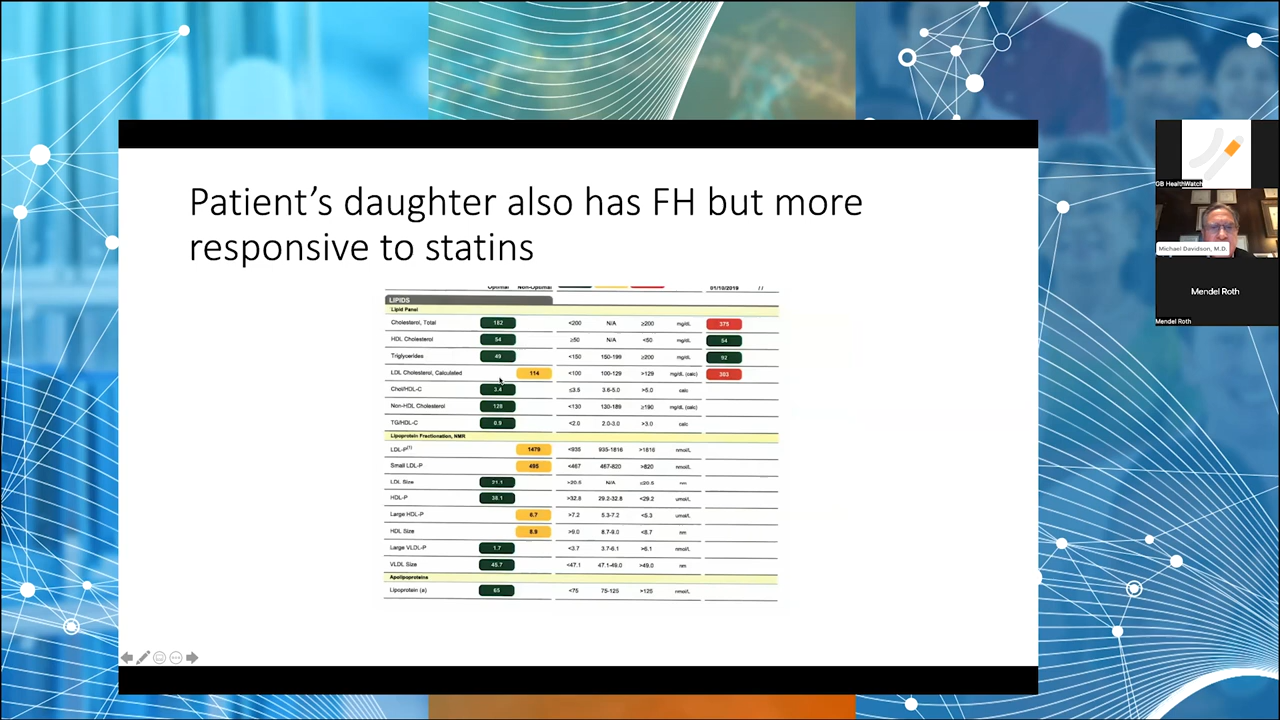 Patient's daughter also has FH but more
responsive to statins
Optimal Non-Optimal 01/10/2019 / /
LIPIDS
Lipid Panel
Cholesterol, Total 182 <200 N/A ≥200 mg/dL 375
HDL Cholesterol 54 ≥50 N/A <50 mg/dL 54
Triglycerides 49 <150 150-199 ≥200 mg/dL 92
LDL Cholesterol, Calculated 114 <100 100-129 >129 mg/dL (calc) 303
Chol/HDL-C 3.4 ≤3.5 3.6-5.0 >5.0 calc
Non-HDL Cholesterol 128 <130 130-189 ≥190 mg/dL (calc)
TG/HDL-C 0.9 <2.0 2.0-3.0 >3.0 calc
Lipoprotein Fractionation, NMR
LDL-P 1479 <935 935-1816 >1816 nmol/L
Small LDL-P 495 <467 467-820 >820 nmol/L
LDL Size 21.1 >20.5 N/A ≤20.5 nm
HDL-P 38.1 >32.8 29.2-32.8 <29.2 umol/L
Large HDL-P 6.7 >7.2 5.3-7.2 <5.3 umol/L
HDL Size 8.9 >9.0 8.7-9.0 <8.7 nm
Large VLDL-P 1.7 <3.7 3.7-6.1 >6.1 nmol/L
VLDL Size 45.7 <47.1 47.1-49.0 >49.0 nm
Apolipoproteins
Lipoprotein (a) 65 <75 75-125 >125 nmol/L
GB HealthWatch
Michael Davidson, M.D.
Mendel Roth
Mendel Roth